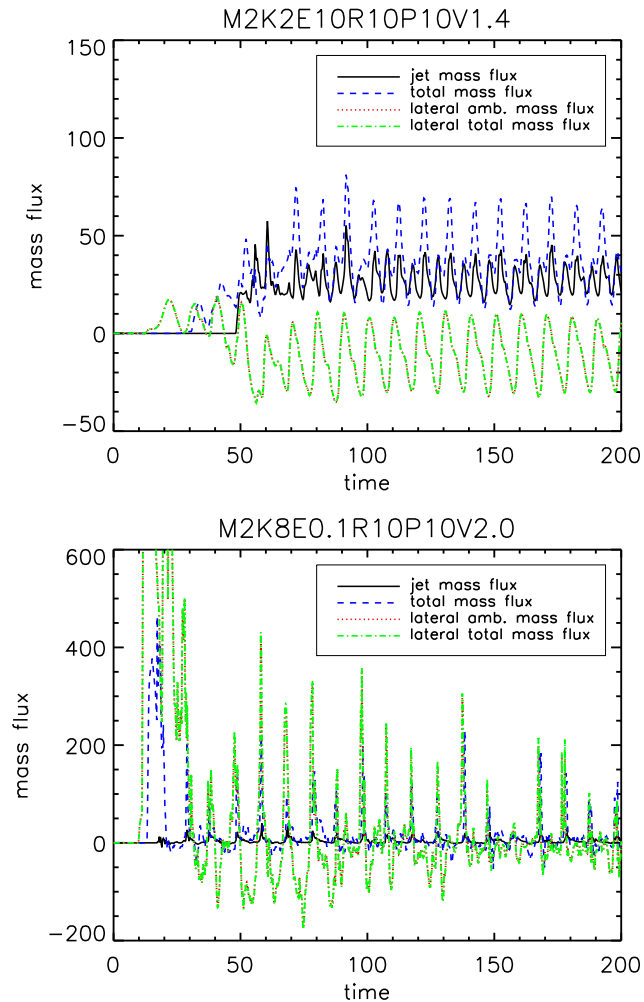 M2K2E10R10P10V1.4
150
100
50
0
−50
mass flux
jet mass flux
total mass flux
lateral amb. mass flux
lateral total mass flux
0 50 100 150 200
time
M2K8E0.1R10P10V2.0
600
400
200
0
−200
mass flux
jet mass flux
total mass flux
lateral amb. mass flux
lateral total mass flux
0 50 100 150 200
time